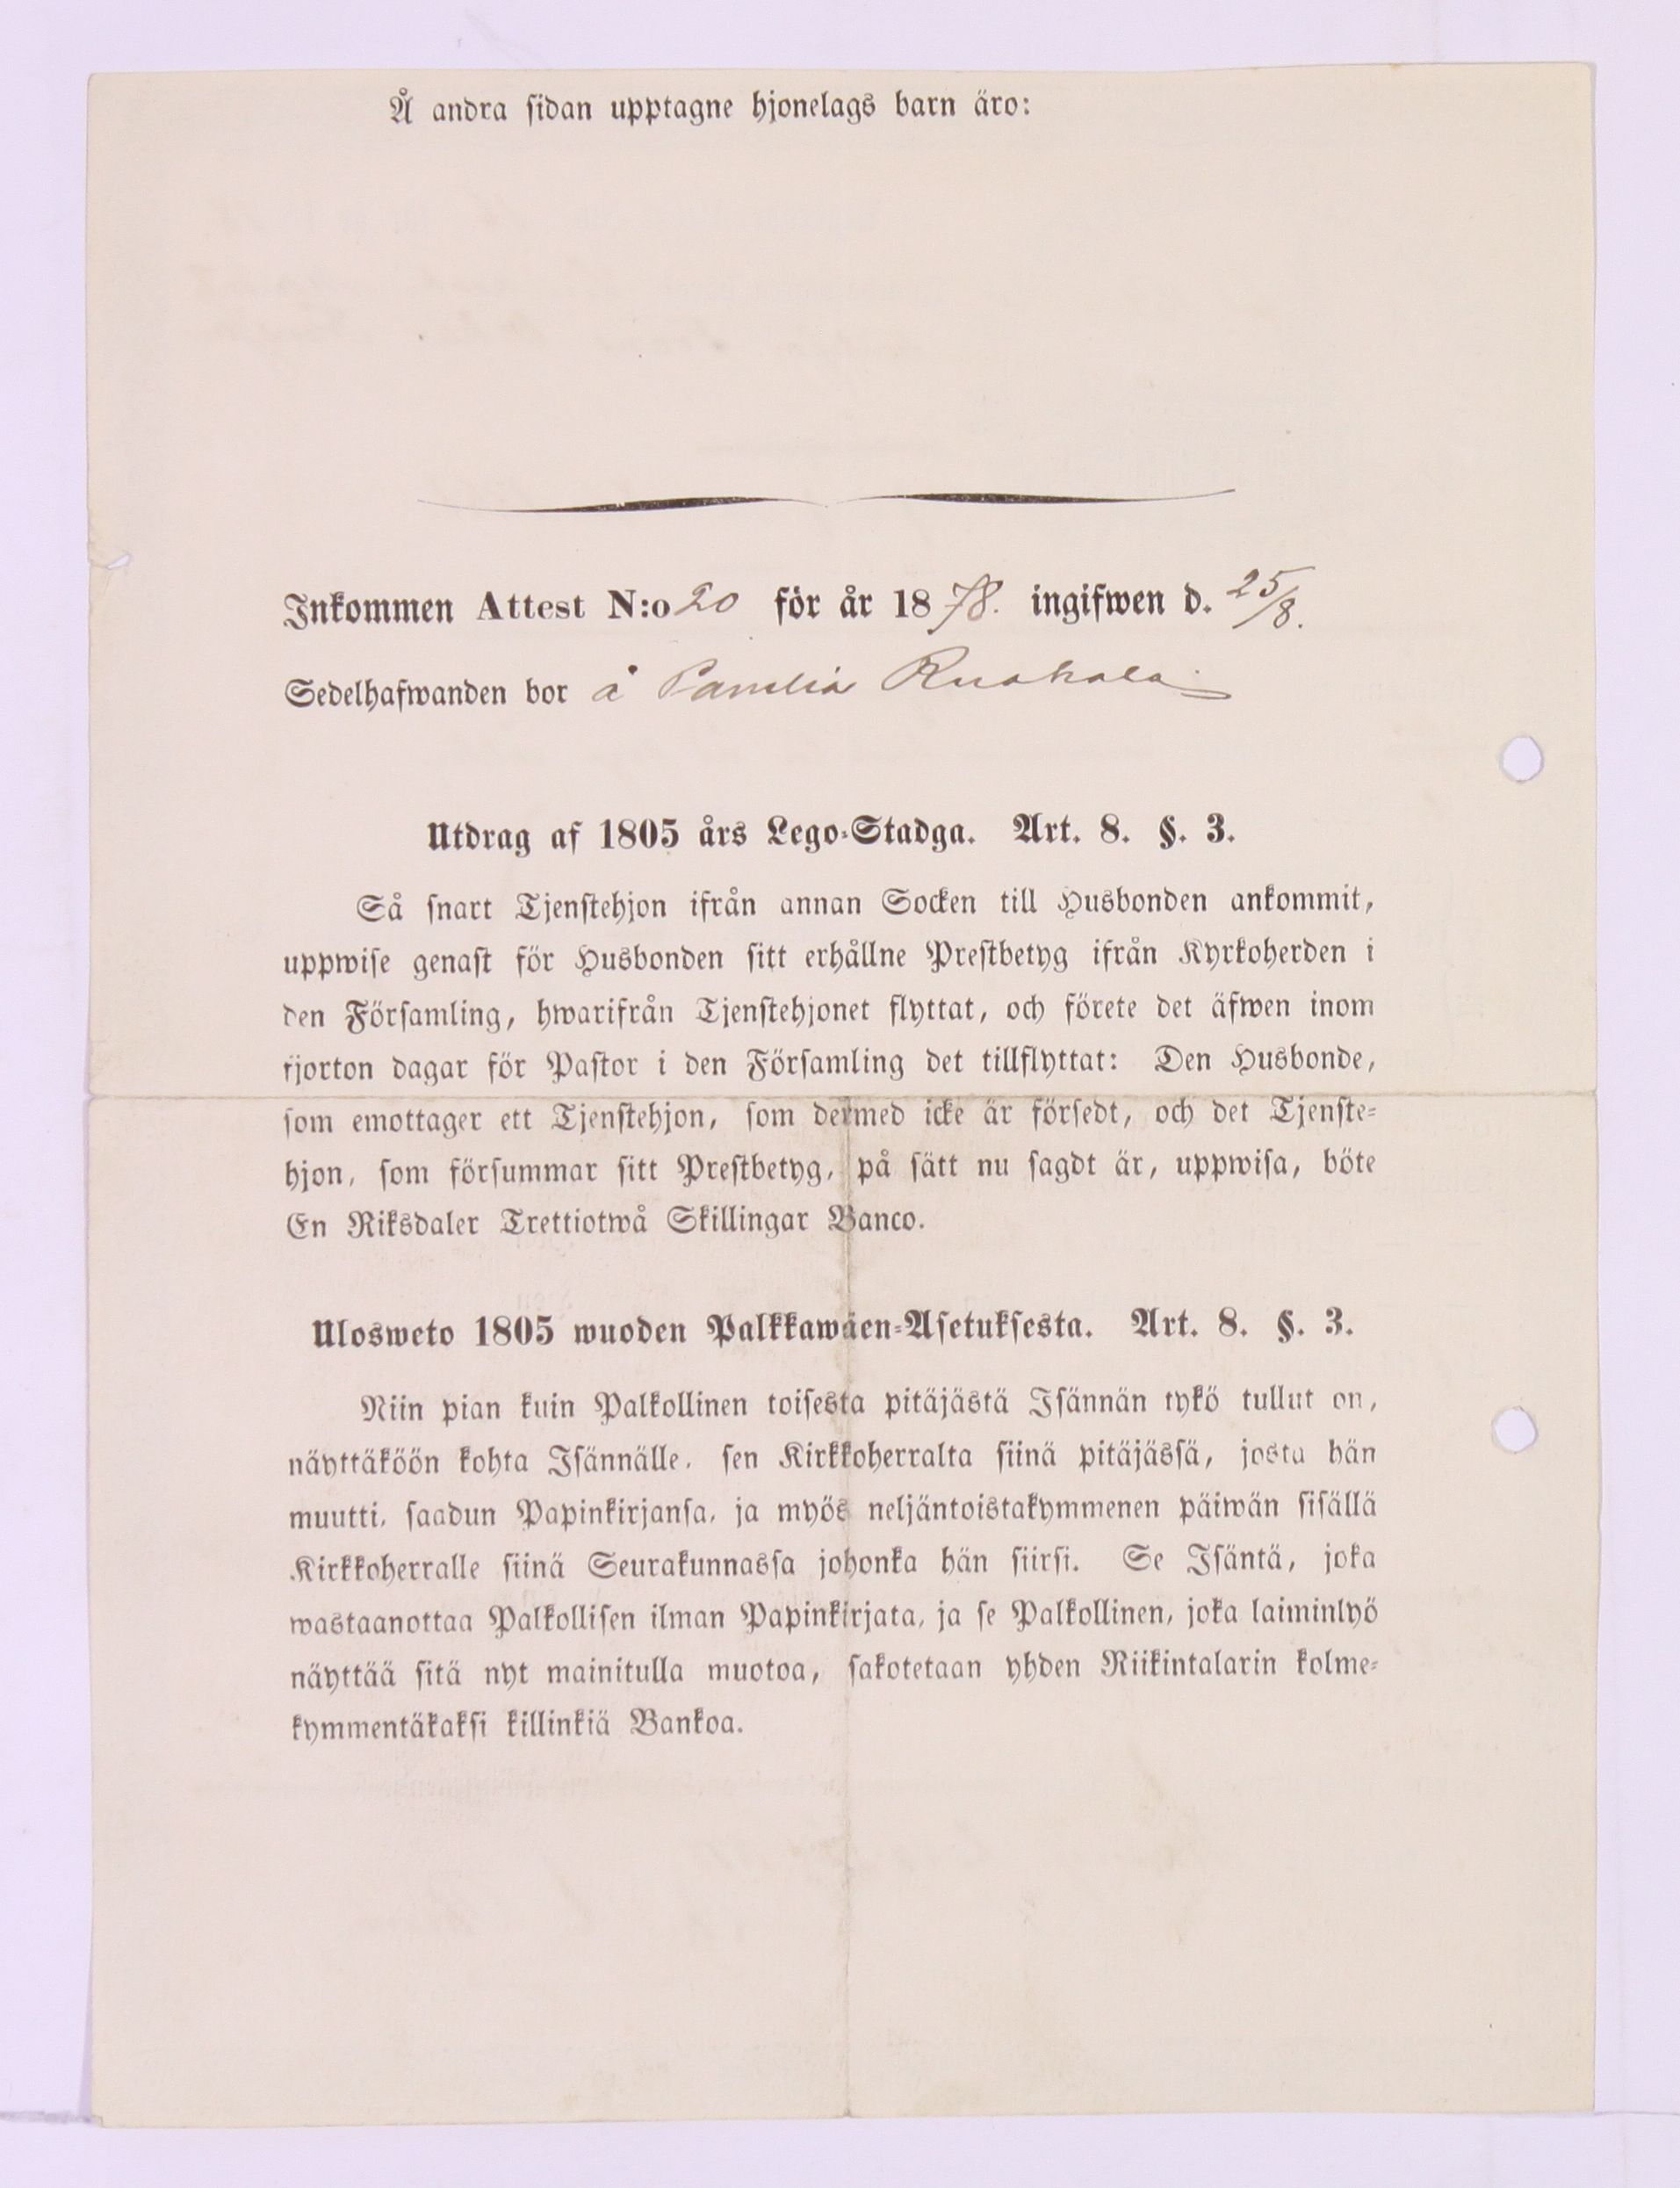 Å andra sidan upptagne hjonelags barn äro:
Inkommen Attest N:o 20 för år 1878. ingifwen d. 25/8.
Sedelhafwanden bor å Pamilia Ruohola
Utdrag af 1805 års Lego-Stadga. Art. 8. §. 3.
Så snart Tjenstehjon ifrån annan Socken till Husbonden ankommit,
uppwise genast för Husbonden sitt erhållne Prestbetyg ifrån Kyrkoherden i
den Församling, hwarifrån Tjenstehjonet flyttat, och förete det äfwen inom
fjorton dagar för Pastor i den Församling det tillflyttat: Den Husbonde,
som emottager ett Tjenstehjon, som dermed icke är försedt, och det Tjenste-
hjon, som försummar sitt Prestbetyg, på sätt nu sagdt är, uppwisa, böte
En Riksdaler Trettiotwå Skillingar Banco.
Ulosweto 1805 wuoden Palkkawäen-Asetuksesta. Art. 8. §. 3.
Niin pian kuin Palkollinen toisesta pitäjästä Isännän tykö tullut on,
näyttäköön kohta Isännälle, sen Kirkkoherralta siinä pitäjässä, josta hän
muutti, saadun Papinkirjansa, ja myös neljäntoistakymmenen päiwän sisällä
Kirkkoherralle siinä Seurakunnassa johonka hän siirsi. Se Isäntä, joka
wastaanottaa Palkollisen ilman Papinkirjata, ja se Palkollinen, joka laiminlyö
näyttää sitä nyt mainitulla muotoa, sakotetaan yhden Riikintalarin kolme-
kymmentäkaksi killinkiä Bankoa.